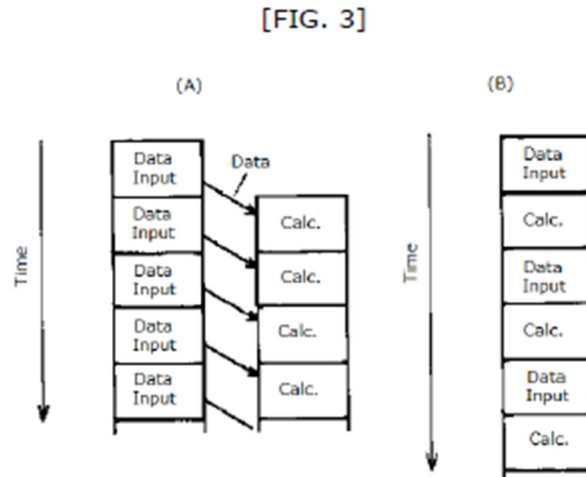 [FIG. 3]
(A)
(B)
Time
Data
Input
Data
Input
Data
Input
Data
Input
Data
Input
Data
Calc.
Calc.
Calc.
Calc.
Time
Data
Input
Calc.
Data
Input
Calc.
Data
Input
Calc.